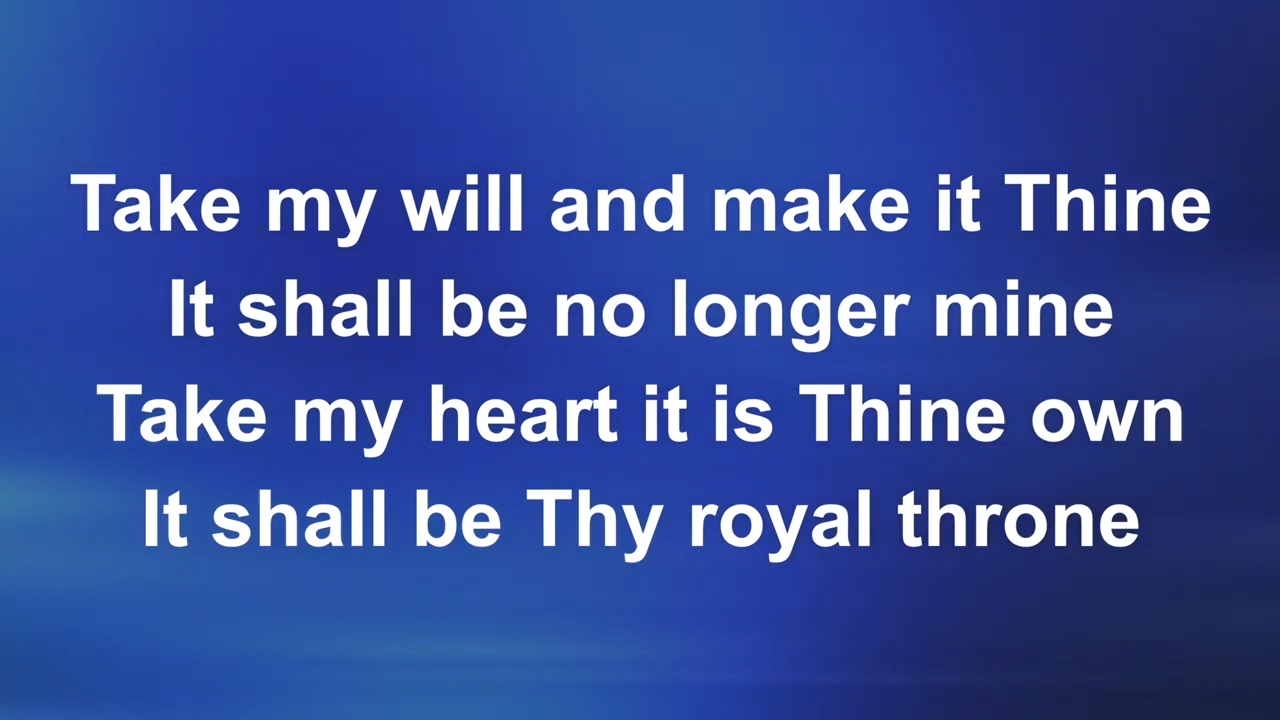 Take my will and make it Thine
It shall be no longer mine
Take my heart it is Thine own
It shall be Thy royal throne